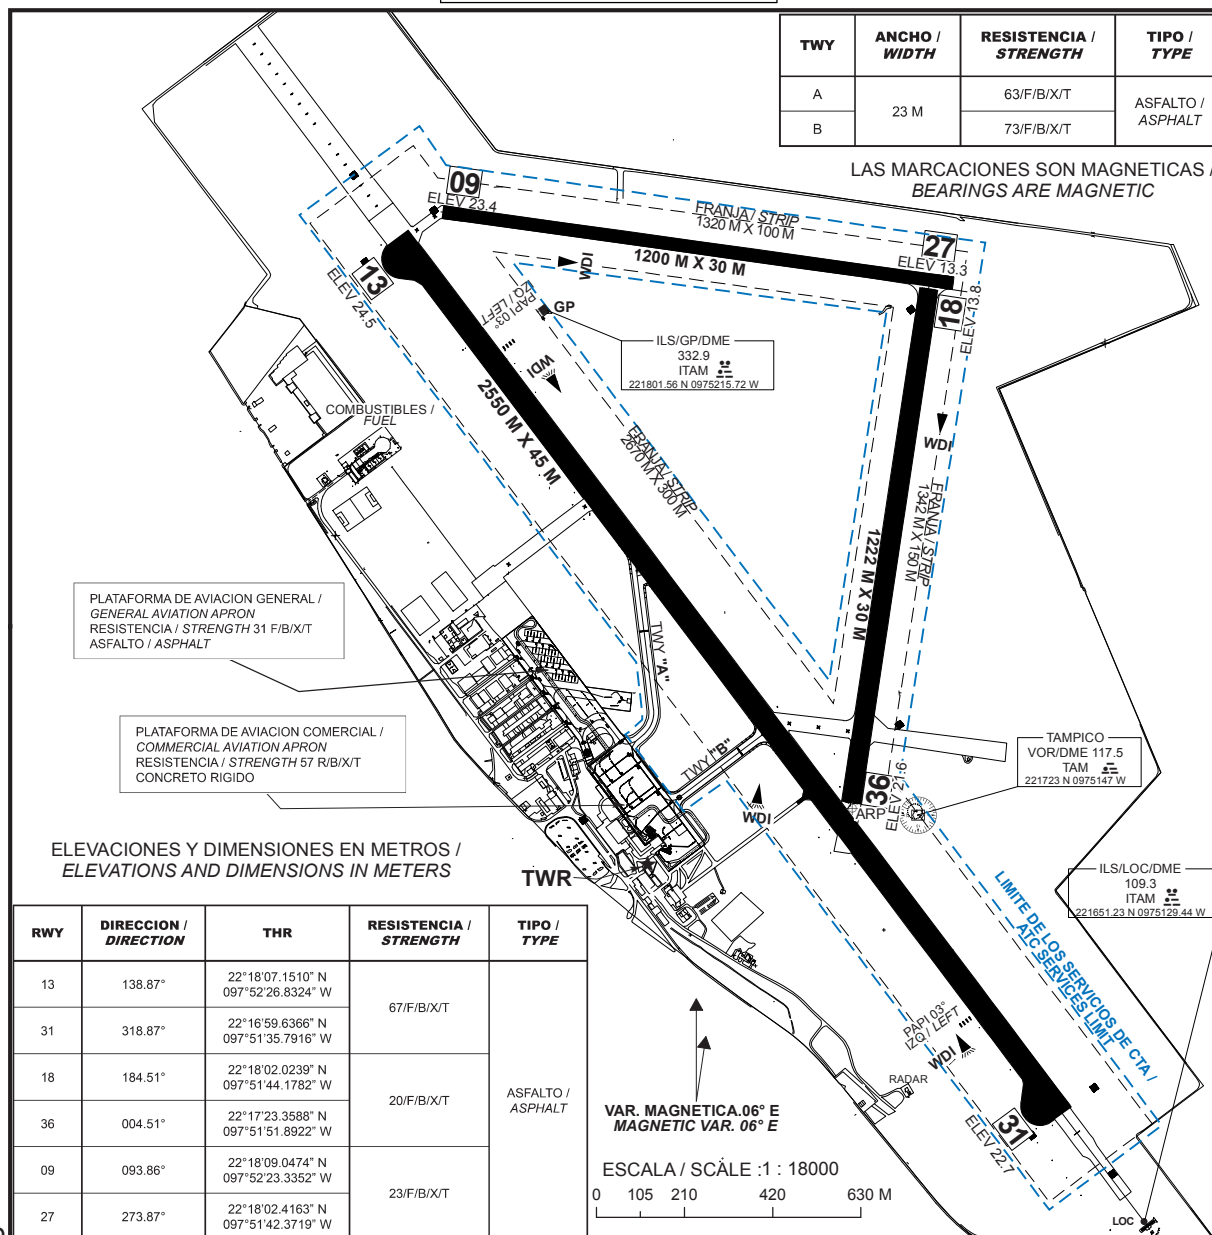 TWY
ANCHO /
WIDTH
RESISTENCIA /
STRENGTH
TIPO /
TYPE
A
23 M
63/F/B/X/T
ASFALTO /
ASPHALT
B
73/F/B/X/T
LAS MARCACIONES SON MAGNETICAS /
BEARINGS ARE MAGNETIC
09
ELEV 23.4
FRANJA / STRIP
1320 M X 100 M
1200 M X 30 M
27
ELEV 13.3
18
ELEV 13.8
13
ELEV 24.5
WDI
PAPI 03°
IZQ / LEFT
GP
WDI
ILS/GP/DME
332.9
ITAM
221801.56 N 0975215.72 W
2550 M X 45 M
FRANJA / STRIP
2670 M X 300 M
COMBUSTIBLES /
FUEL
WDI
FRANJA / STRIP
1342 M X 150 M
1222 M X 30 M
PLATAFORMA DE AVIACION GENERAL /
GENERAL AVIATION APRON
RESISTENCIA / STRENGTH 31 F/B/X/T
ASFALTO / ASPHALT
TWY "A"
PLATAFORMA DE AVIACION COMERCIAL /
COMMERCIAL AVIATION APRON
RESISTENCIA / STRENGTH 57 R/B/X/T
CONCRETO RIGIDO
TWY "B"
TAMPICO
VOR/DME 117.5
TAM
221723 N 0975147 W
36
ELEV 21.6
ARP
WDI
ELEVACIONES Y DIMENSIONES EN METROS /
ELEVATIONS AND DIMENSIONS IN METERS
TWR
ILS/LOC/DME
109.3
ITAM
221651.23 N 0975129.44 W
LIMITE DE LOS SERVICIOS DE CTA /
ATC SERVICES LIMIT
RWY
DIRECCION /
DIRECTION
THR
RESISTENCIA /
STRENGTH
TIPO /
TYPE
13
138.87°
22°18'07.1510" N
097°52'26.8324" W
67/F/B/X/T
31
318.87°
22°16'59.6366" N
097°51'35.7916" W
18
184.51°
22°18'02.0239" N
097°51'44.1782" W
20/F/B/X/T
ASFALTO /
ASPHALT
36
004.51°
22°17'23.3588" N
097°51'51.8922" W
09
093.86°
22°18'09.0474" N
097°52'23.3352" W
23/F/B/X/T
27
273.87°
22°18'02.4163" N
097°51'42.3719" W
PAPI 03°
IZQ / LEFT
WDI
RADAR
31
ELEV 22.7
VAR. MAGNETICA.06° E
MAGNETIC VAR. 06° E
ESCALA / SCALE :1 : 18000
0 105 210 420 630 M
LOC